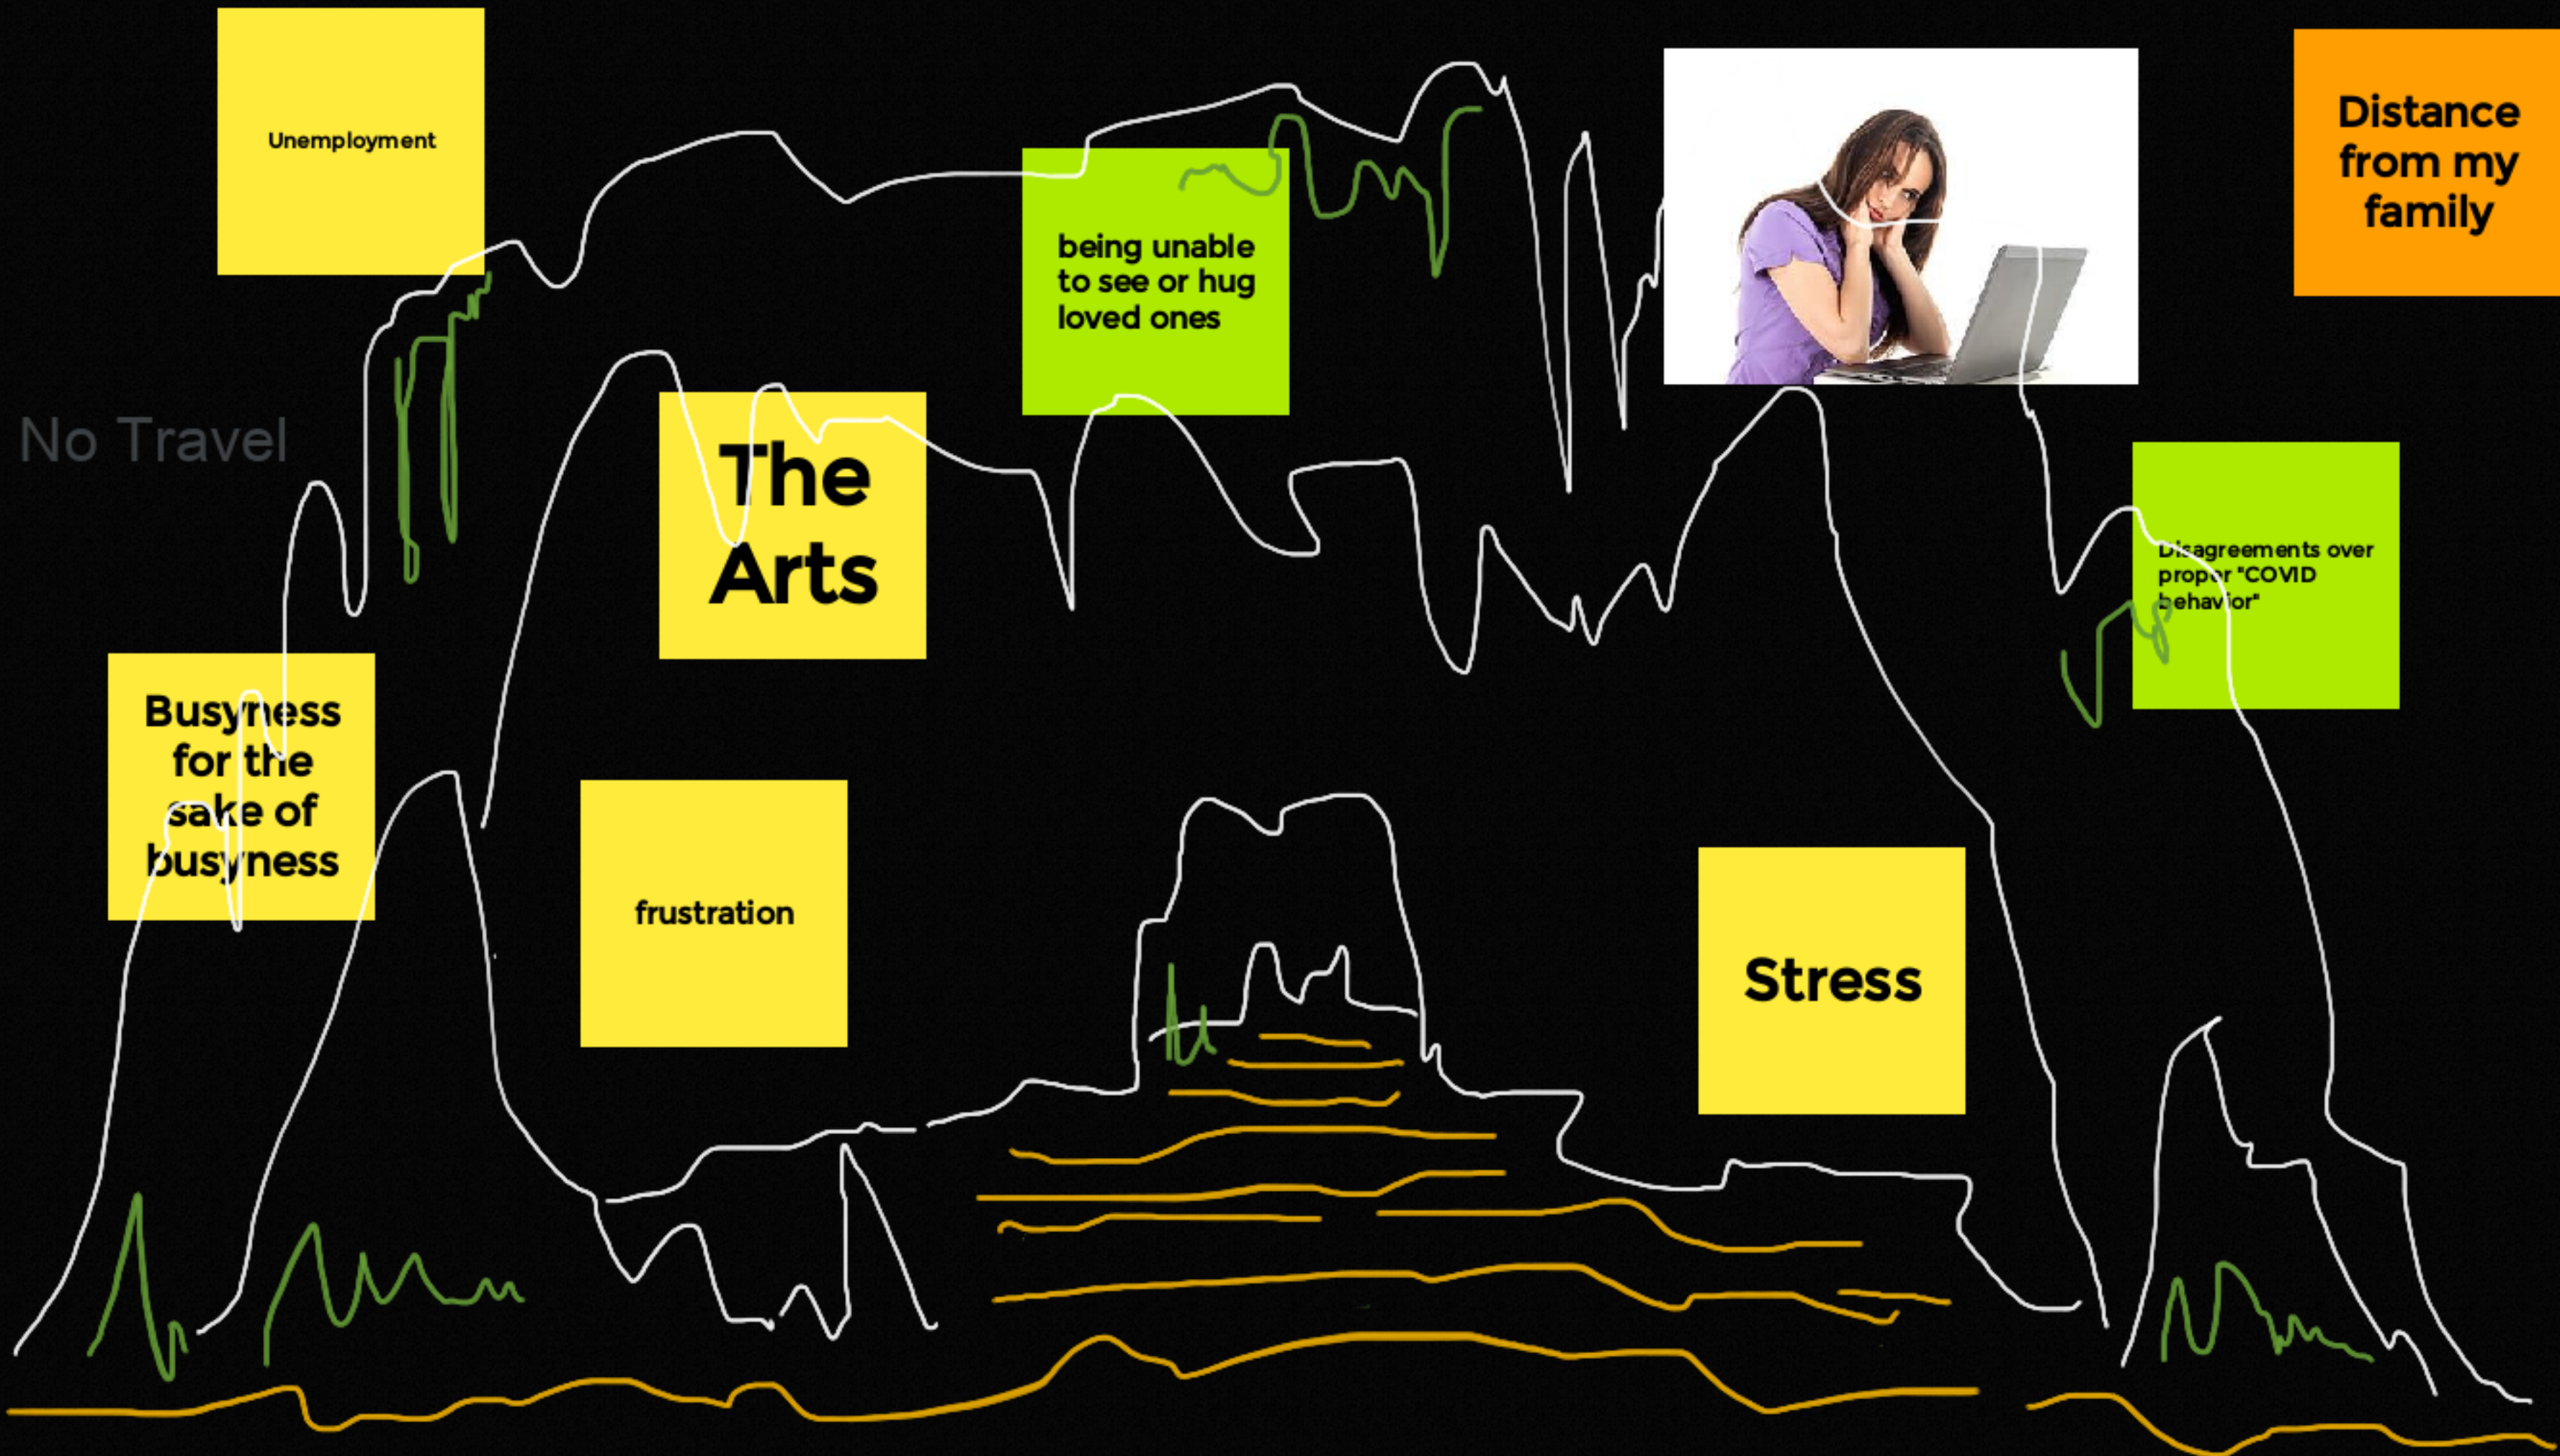 Unemployment
Distance
from my
family
being unable
to see or hug
loved ones
No Travel
The
Arts
Disagreements over
proper "COVID
behavior"
Busyness
for the
sake of
busyness
frustration
Stress